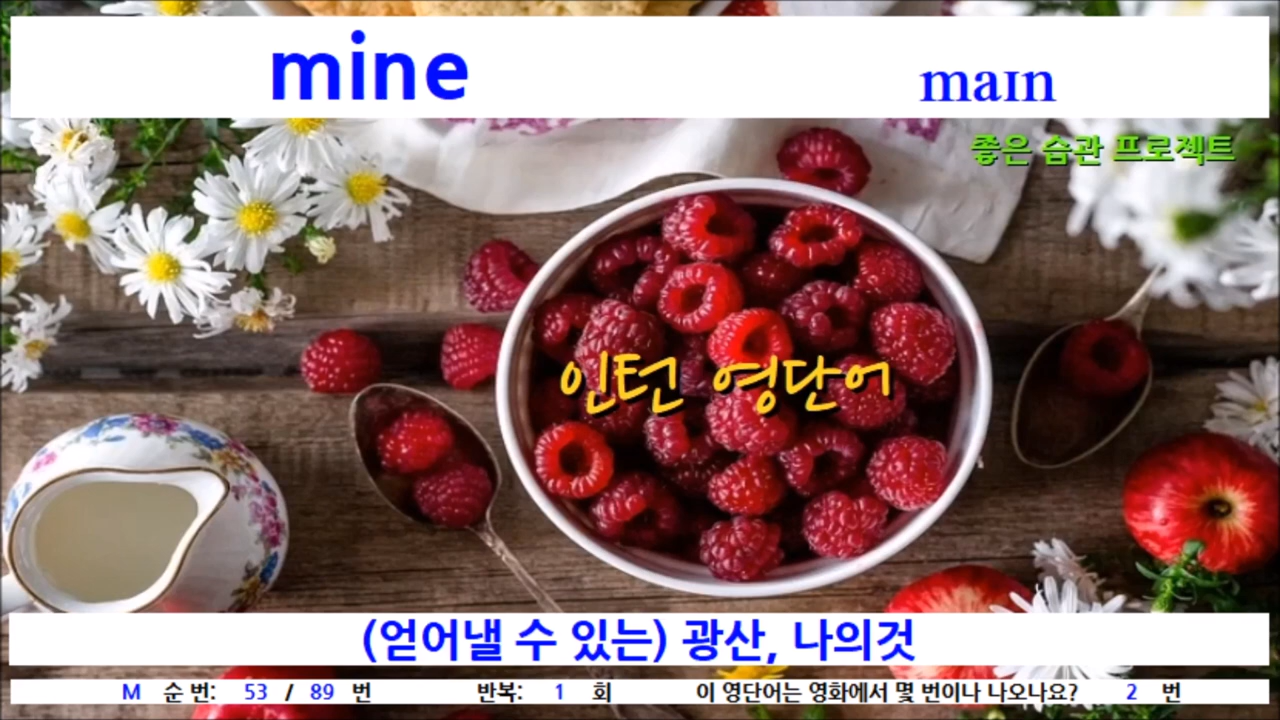 mine maɪn
좋은 습관 프로젝트
인턴 영단어
(얻어낼 수 있는) 광산, 나의것
M 순 번: 53 / 89 번 반복: 1 회 이 영단어는 영화에서 몇 번이나 나오나요? 2 번